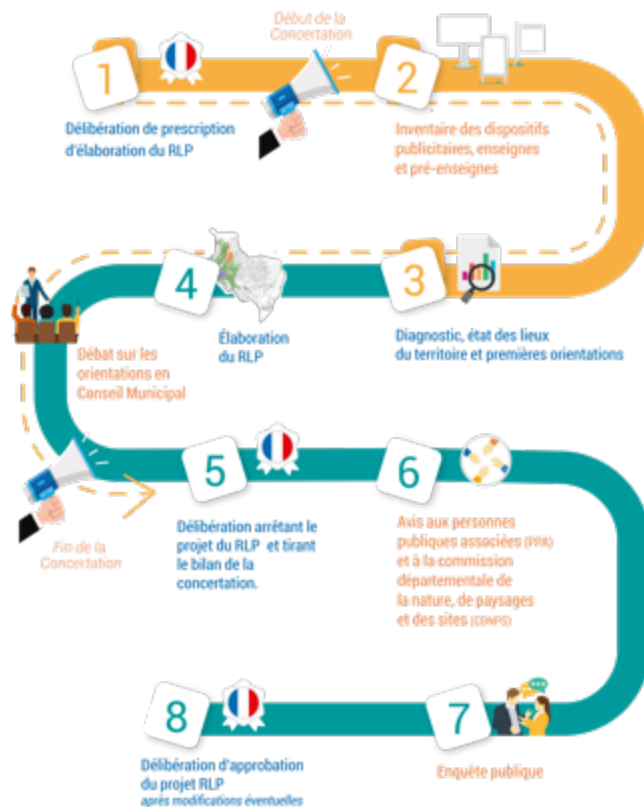 Début de la
Concertation
1
2
Délibération de prescription
d'élaboration du RLP
Inventaire des dispositifs
publicitaires, enseignes
et pré-enseignes
4
3
Élaboration
du RLP
Diagnostic, état des lieux
du territoire et premières orientations
Débat sur les
orientations en
Conseil Municipal
5
6
Fin de la
Concertation
Délibération arrêtant le
projet du RLP et tirant
le bilan de la
concertation.
Avis aux personnes
publiques associées (PPA)
et à la commission
départementale de
la nature, de paysages
et des sites (CDNPS)
8
7
Délibération d'approbation
du projet RLP
après modifications éventuelles
Enquête publique